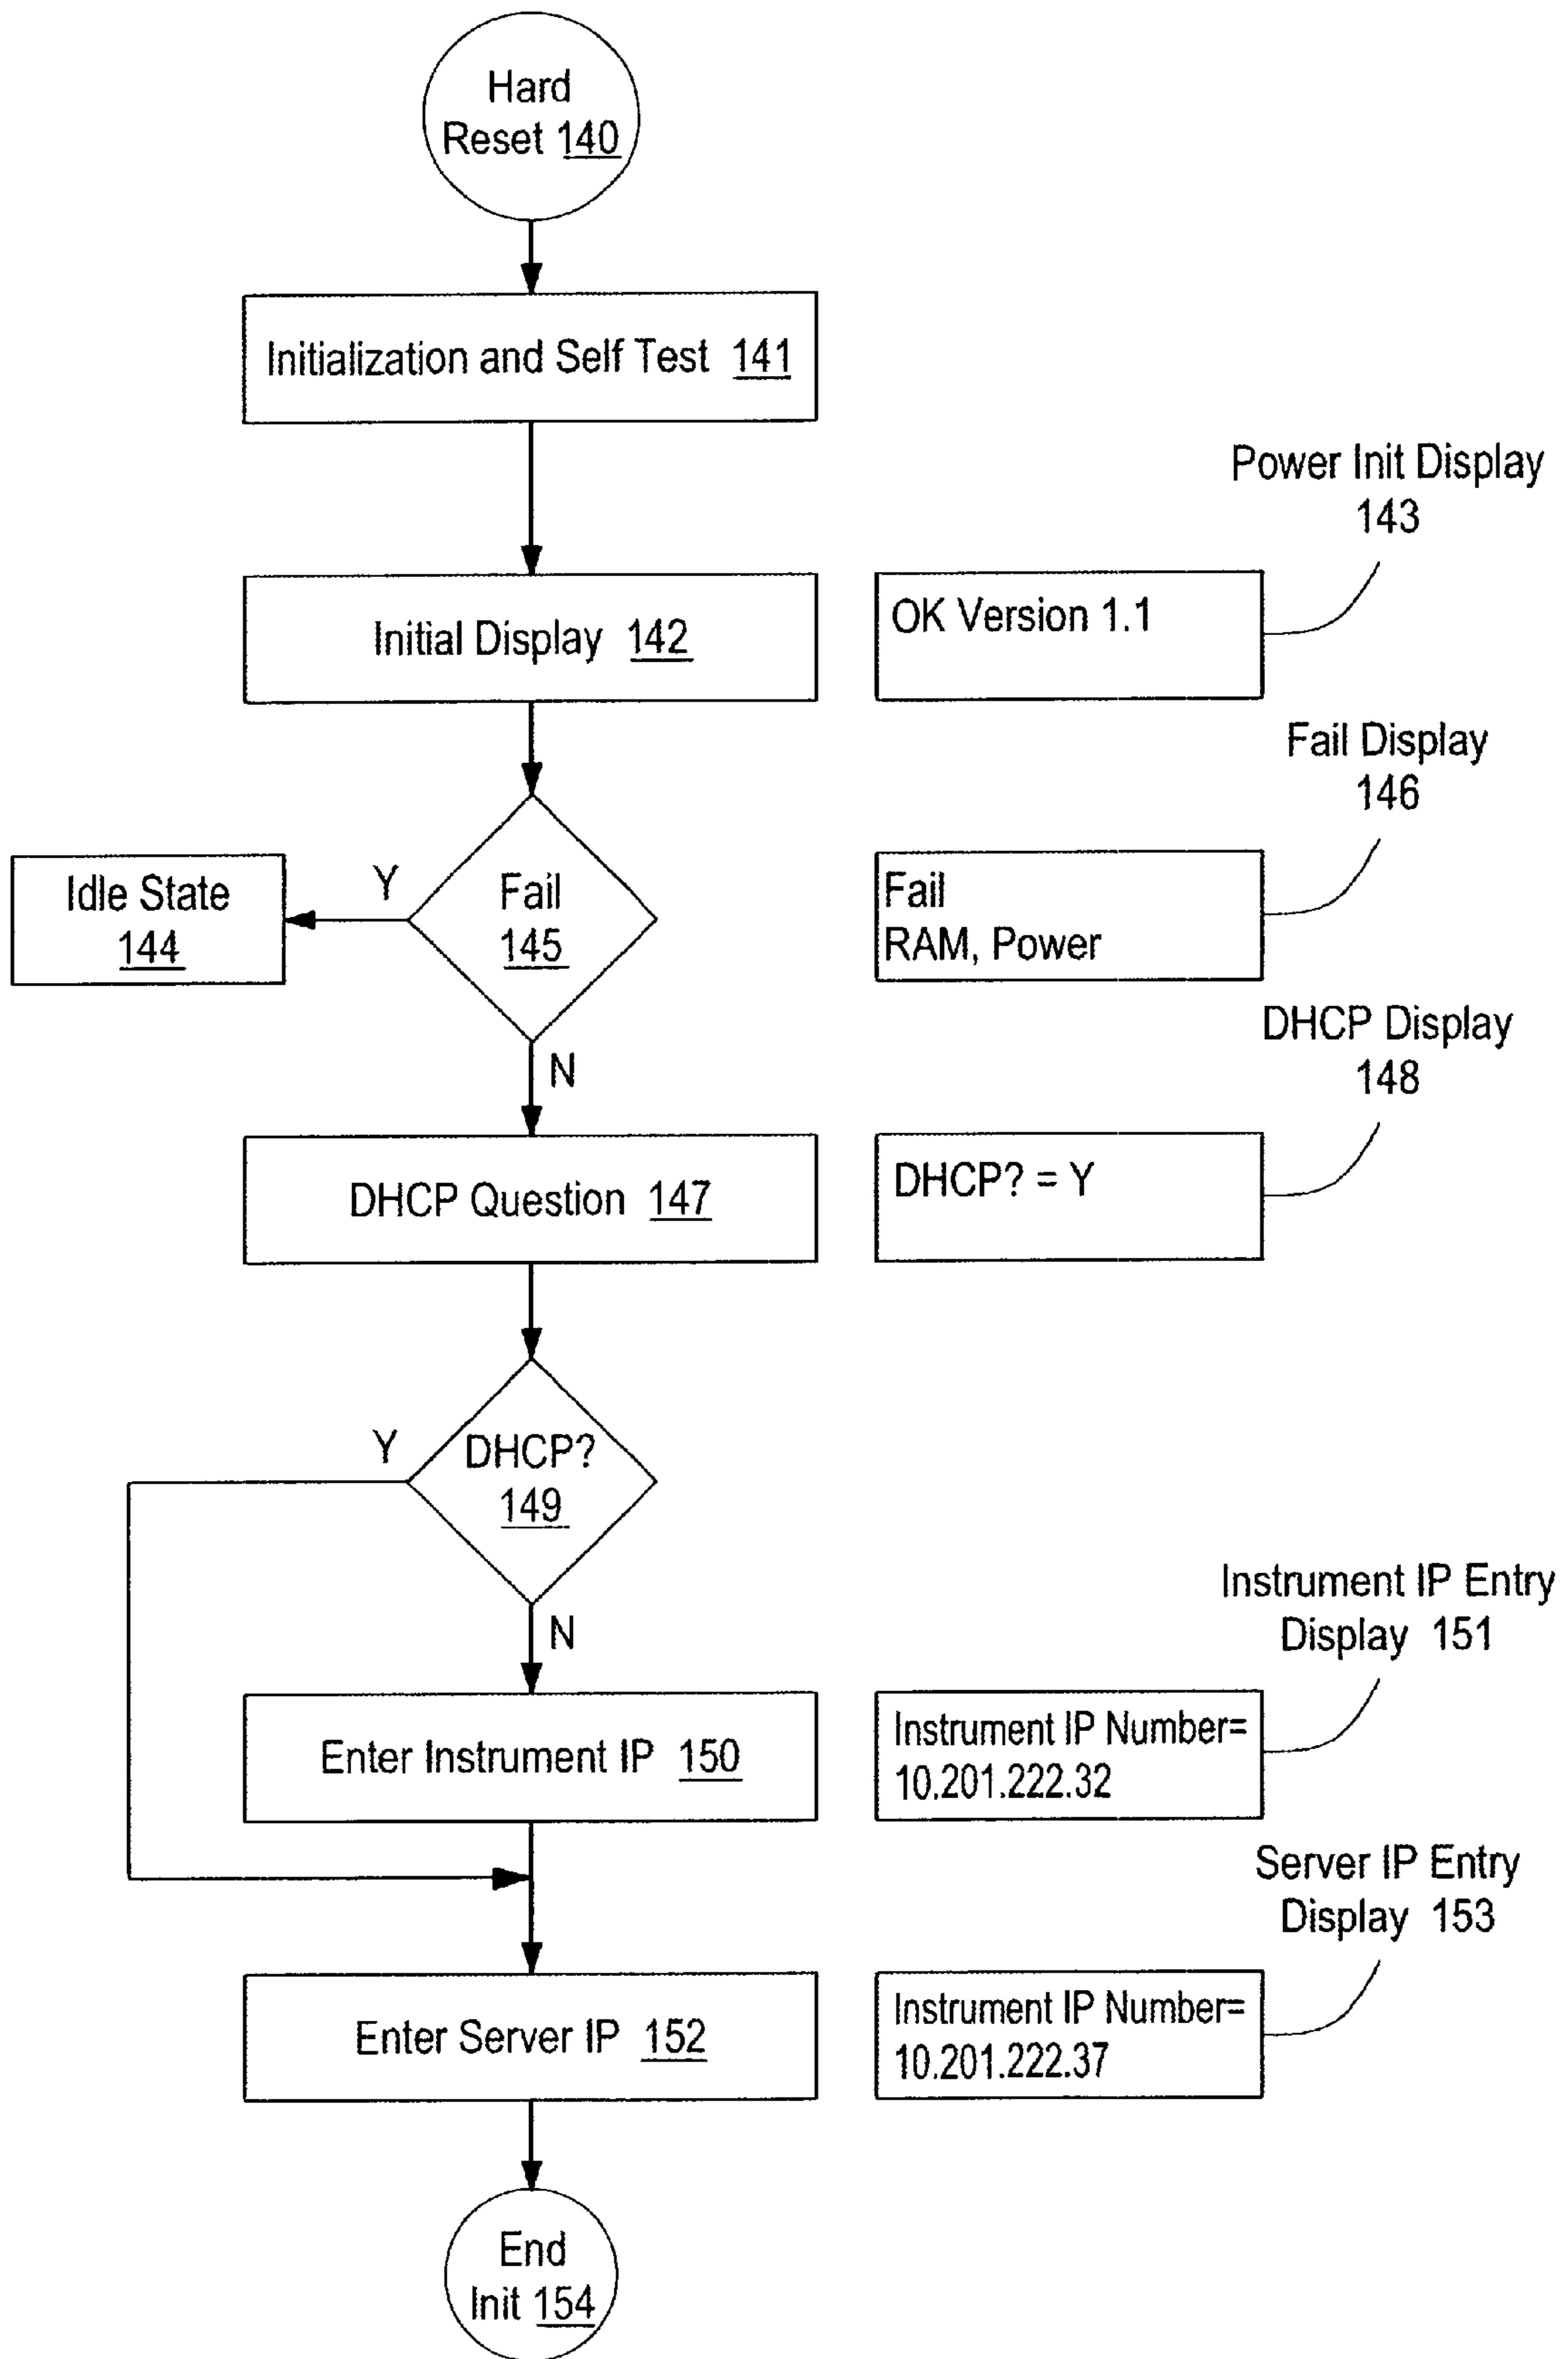 Hard
Reset 140
Initialization and Self Test 141
Power Init Display
143
Initial Display 142
OK Version 1.1
Fail Display
146
Idle State
144
Y
Fail
145
Fail
RAM, Power
N
DHCP Display
148
DHCP Question 147
DHCP? = Y
Y
DHCP?
149
N
Instrument IP Entry
Display 151
Enter Instrument IP 150
Instrument IP Number=
10.201.222.32
Server IP Entry
Display 153
Enter Server IP 152
Instrument IP Number=
10.201.222.37
End
Init 154